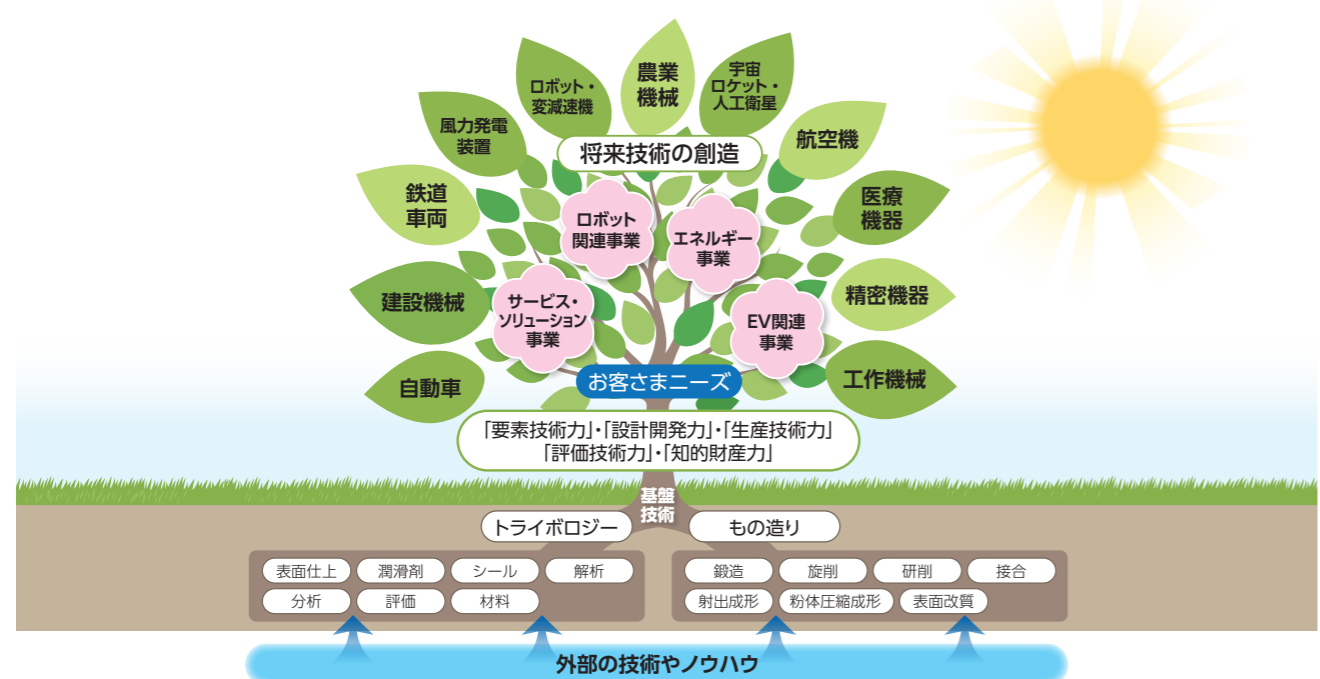 農業
機械
ロボット・
変減速機
宇宙
ロケット・
人工衛星
風力発電
装置
航空機
将来技術の創造
鉄道
車両
医療
機器
ロボット
関連事業
エネルギー
事業
建設機械
サービス・
ソリューション
事業
EV関連
事業
精密機器
自動車
工作機械
お客さまニーズ
「要素技術力」・「設計開発力」・「生産技術力」
「評価技術力」・「知的財産力」
基盤
技術
トライボロジー
もの造り
表面仕上 潤滑剤 シール 解析
分析 評価 材料
鍛造 旋削 研削 接合
射出成形 粉体圧縮成形 表面改質
外部の技術やノウハウ